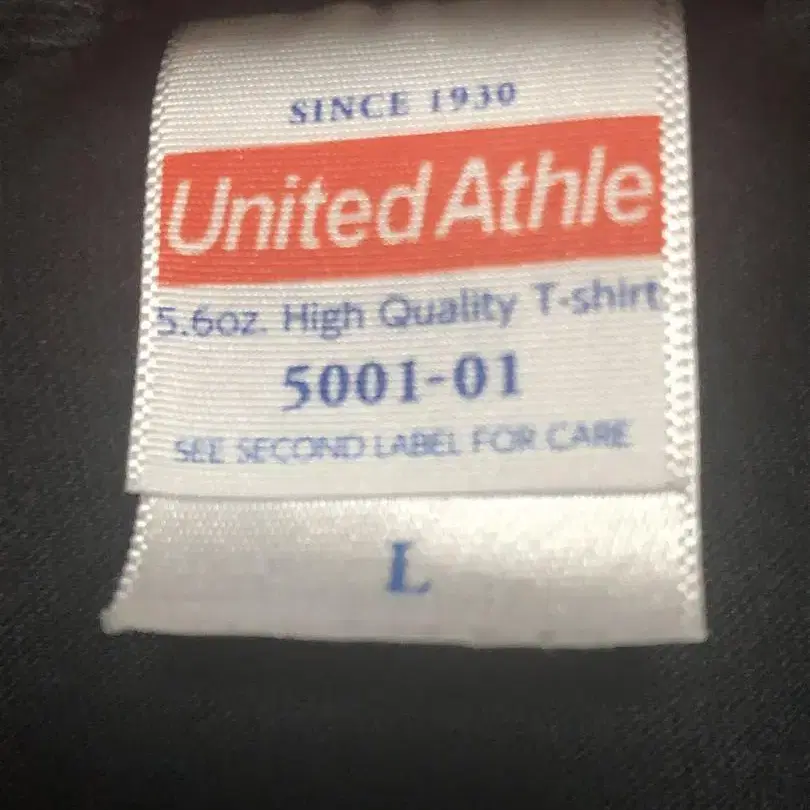 SINCE 1930
United Athle
5.6oz. High Quality T-shirt
5001-01
SEE SECOND LABEL FOR CARE
L